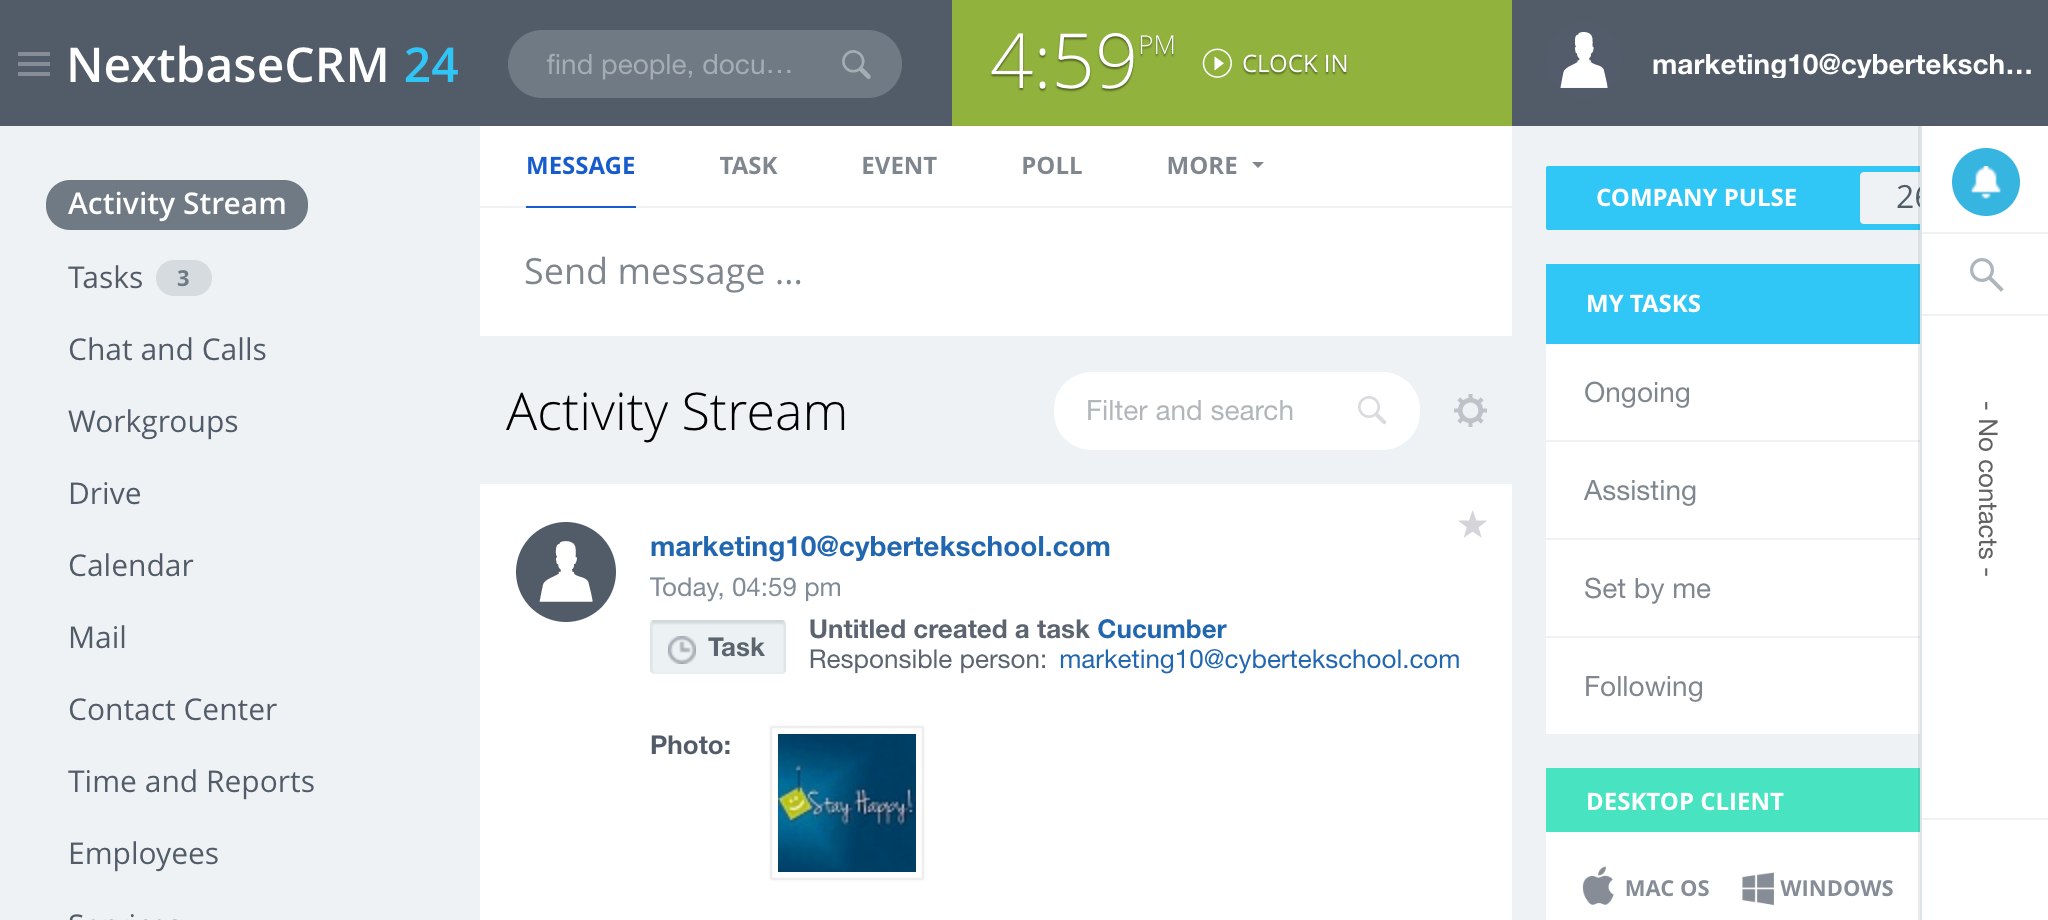 NextbaseCRM 24
find people, docu...
4:59 PM
CLOCK IN
marketing10@cyberteksch...
Activity Stream
Tasks 3
Chat and Calls
Workgroups
Drive
Calendar
Mail
Contact Center
Time and Reports
Employees
MESSAGE TASK EVENT POLL MORE
Send message ...
Activity Stream
Filter and search
marketing10@cybertekschool.com
Today, 04:59 pm
Task
Untitled created a task Cucumber
Responsible person: marketing10@cybertekschool.com
Photo:
Stay Happy!
COMPANY PULSE
MY TASKS
Ongoing
Assisting
Set by me
Following
DESKTOP CLIENT
MAC OS WINDOWS
- No contacts -